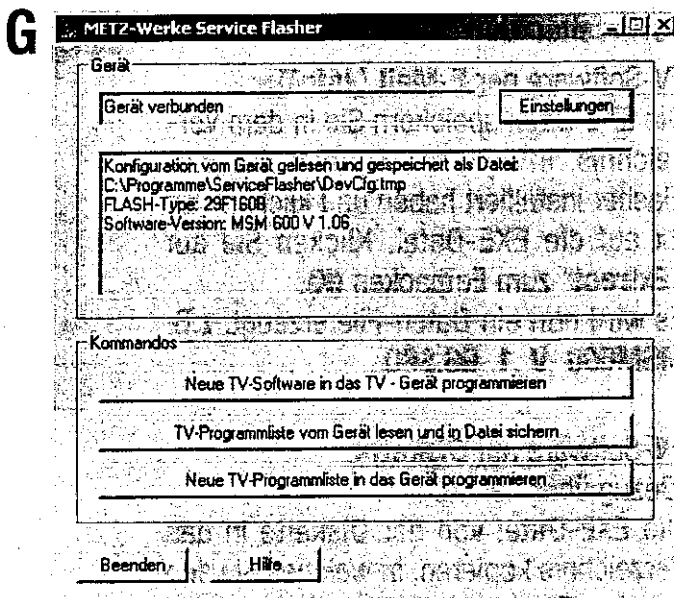 G
METZ-Werke Service Flasher
Gerät
Gerät verbunden
Einstellungen
Konfiguration vom Gerät gelesen und gespeichert als Datei:
C:\Programme\ServiceFlasher\DevCfg.tmp
FLASH-Type: 29F160B
Software-Version: MSM 600 V 1.06
Kommandos
Neue TV-Software in das TV - Gerät programmieren
TV-Programmliste vom Gerät lesen und in Datei sichern
Neue TV-Programmliste in das Gerät programmieren
Beenden
Hilfe